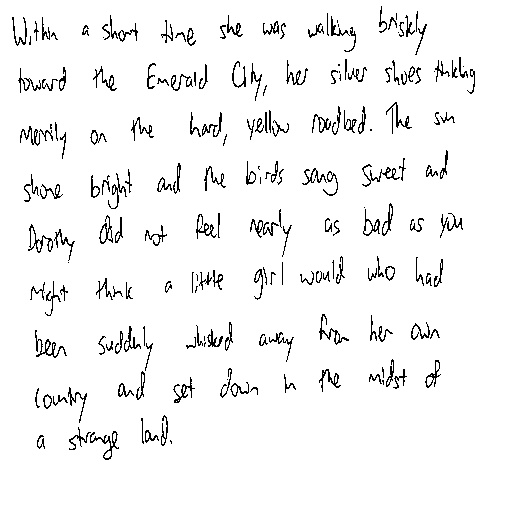 Within a short time she was walking briskly
toward the Emerald City, her silver shoes tinkling
merrily on the hard, yellow roadbed. The sun
shone bright and the birds sang sweet and
Dorothy did not feel nearly as bad as you
might think a little girl would who had
been suddenly whisked away from her own
country and set down in the midst of
a strange land.